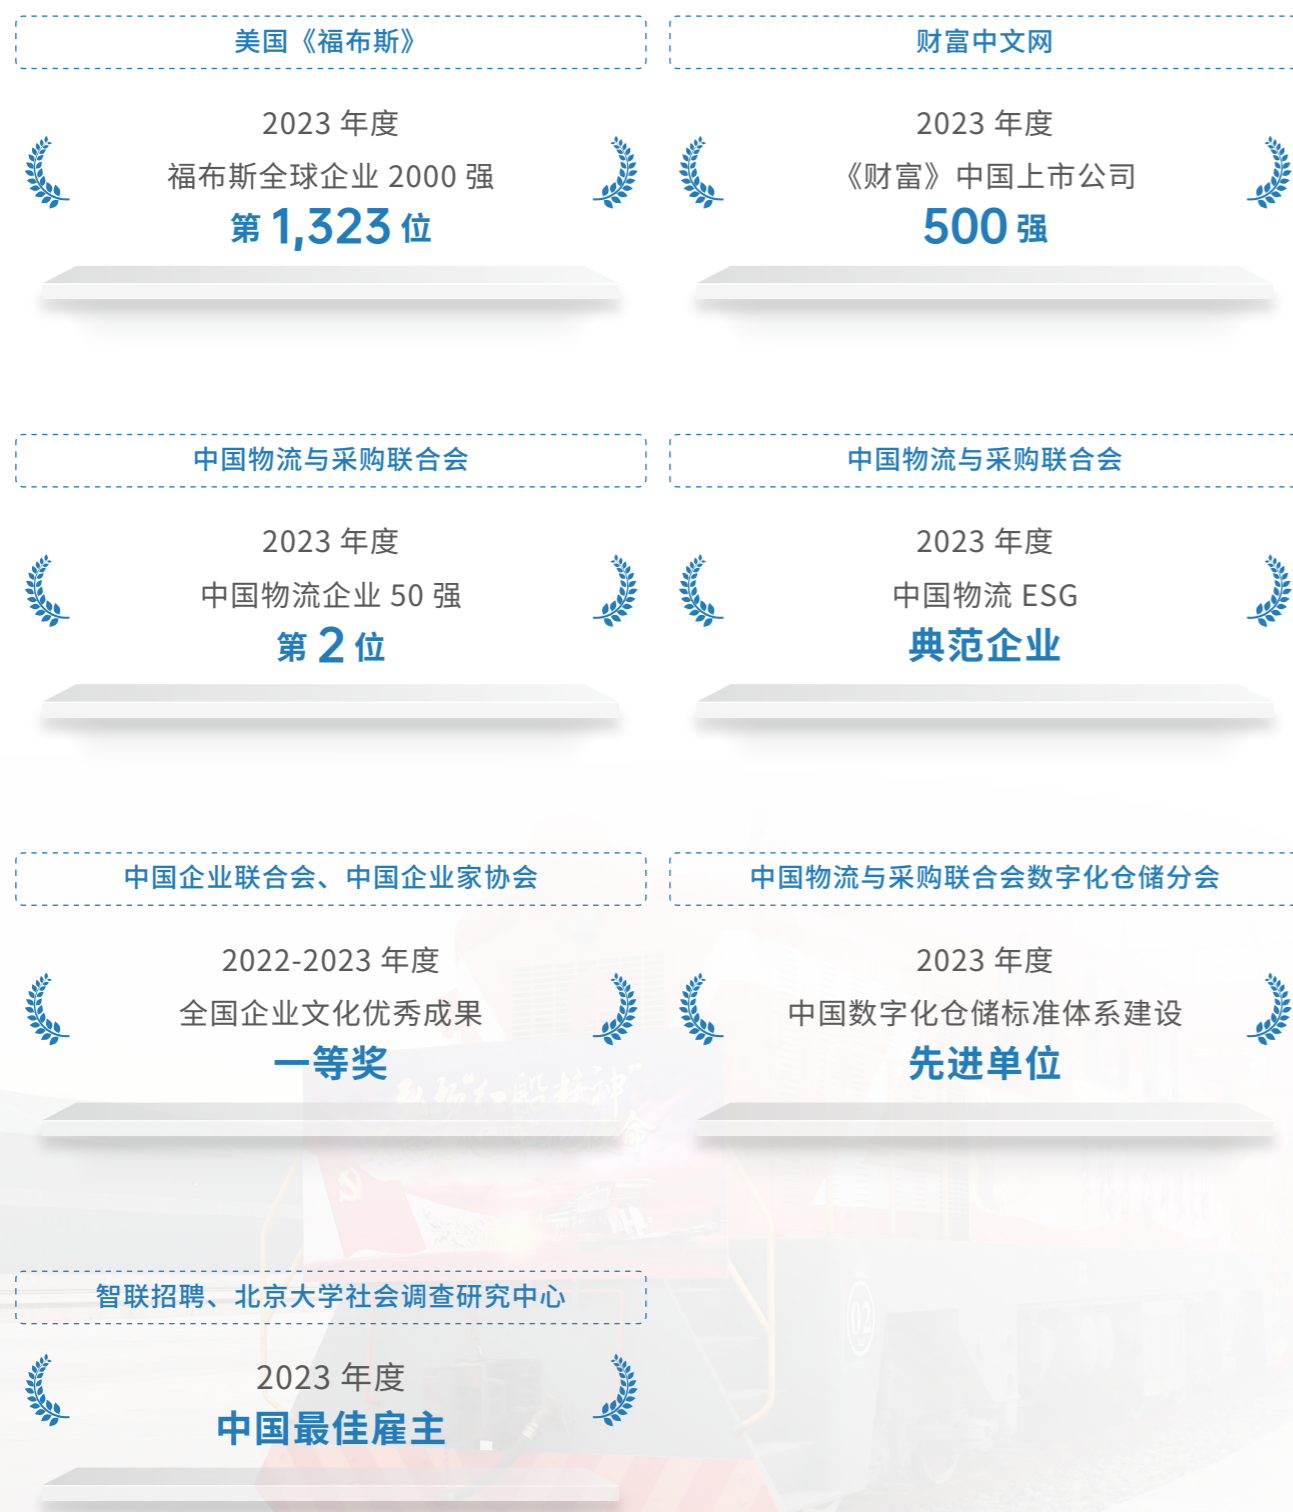 美国《福布斯》
2023 年度
福布斯全球企业 2000 强
第 1,323 位
财富中文网
2023 年度
《财富》中国上市公司
500 强
中国物流与采购联合会
2023 年度
中国物流企业 50 强
第 2 位
中国物流与采购联合会
2023 年度
中国物流 ESG
典范企业
中国企业联合会、中国企业家协会
2022-2023 年度
全国企业文化优秀成果
一等奖
中国物流与采购联合会数字化仓储分会
2023 年度
中国数字化仓储标准体系建设
先进单位
弘扬"红船精神"
智联招聘、北京大学社会调查研究中心
2023 年度
中国最佳雇主
02